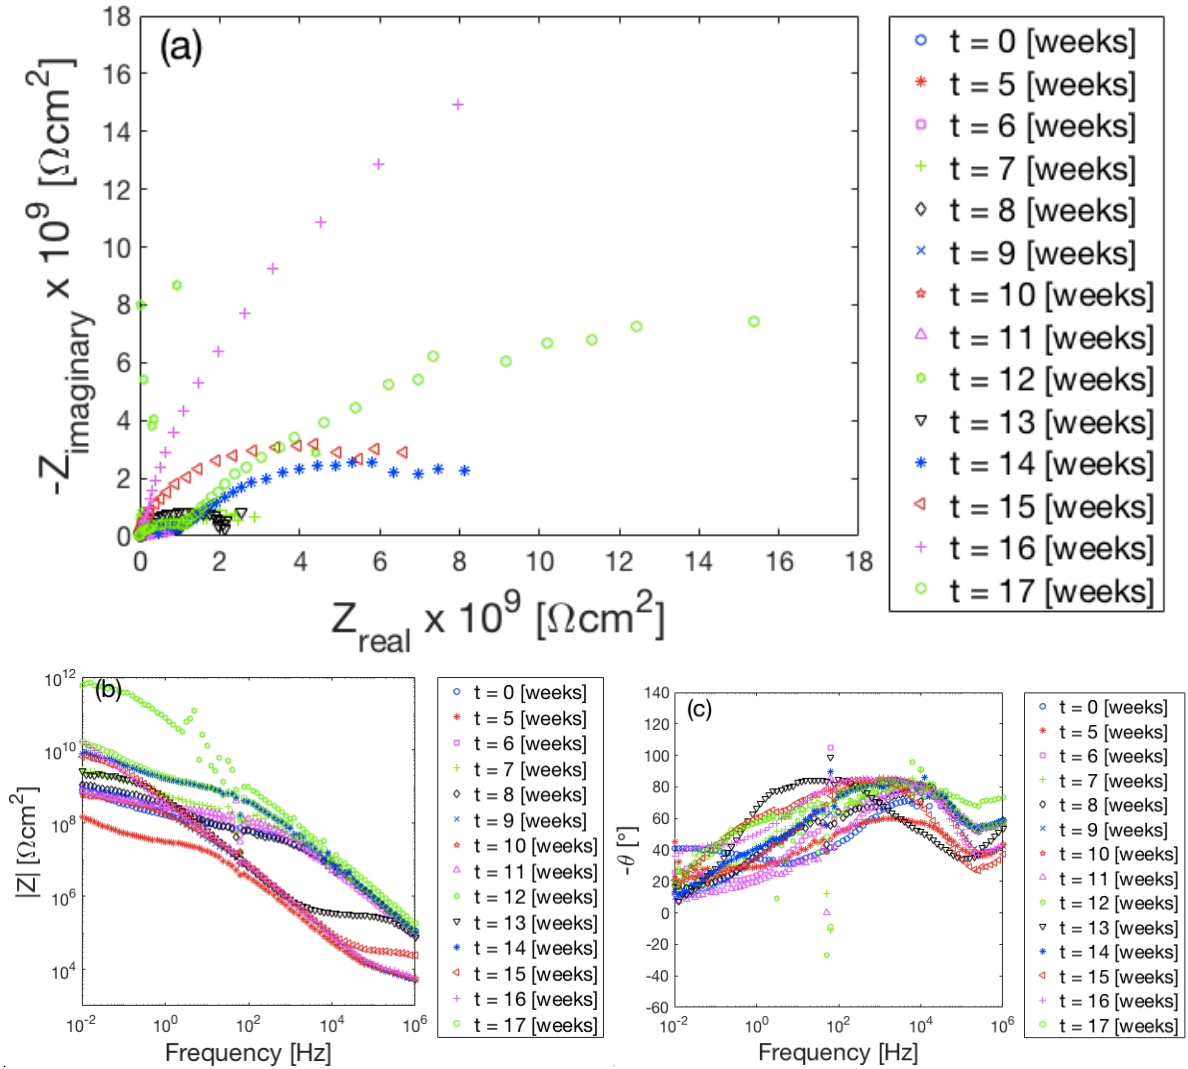 (a)
18
16
14
12
10
8
6
4
2
0
0 2 4 6 8 10 12 14 16 18
-Z_imaginary x 10^9 [Ωcm^2]
Z_real x 10^9 [Ωcm^2]
t = 0 [weeks]
t = 5 [weeks]
t = 6 [weeks]
t = 7 [weeks]
t = 8 [weeks]
t = 9 [weeks]
t = 10 [weeks]
t = 11 [weeks]
t = 12 [weeks]
t = 13 [weeks]
t = 14 [weeks]
t = 15 [weeks]
t = 16 [weeks]
t = 17 [weeks]
(b)
10^12
10^10
10^8
10^6
10^4
10^-2 10^0 10^2 10^4 10^6
|Z| [Ωcm^2]
Frequency [Hz]
t = 0 [weeks]
t = 5 [weeks]
t = 6 [weeks]
t = 7 [weeks]
t = 8 [weeks]
t = 9 [weeks]
t = 10 [weeks]
t = 11 [weeks]
t = 12 [weeks]
t = 13 [weeks]
t = 14 [weeks]
t = 15 [weeks]
t = 16 [weeks]
t = 17 [weeks]
(c)
140
120
100
80
60
40
20
0
-20
-40
-60
10^-2 10^0 10^2 10^4 10^6
-θ [°]
Frequency [Hz]
t = 0 [weeks]
t = 5 [weeks]
t = 6 [weeks]
t = 7 [weeks]
t = 8 [weeks]
t = 9 [weeks]
t = 10 [weeks]
t = 11 [weeks]
t = 12 [weeks]
t = 13 [weeks]
t = 14 [weeks]
t = 15 [weeks]
t = 16 [weeks]
t = 17 [weeks]